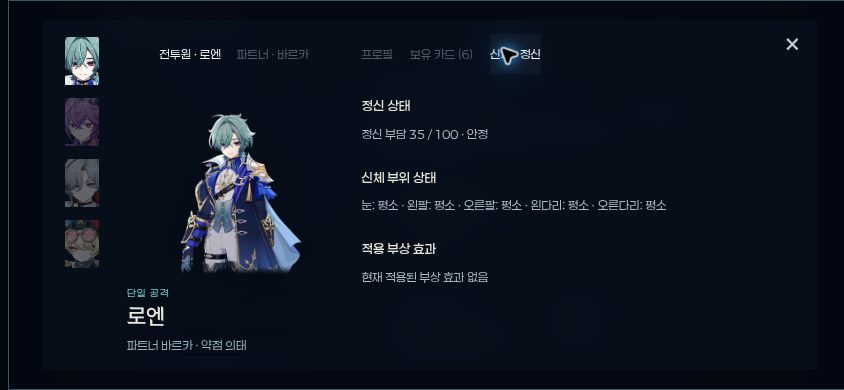 전투원 · 로엔 파트너 · 바르카 프로필 보유 카드 (6) 정신
정신 상태
정신 부담 35 / 100 · 안정
신체 부위 상태
눈: 평소 · 왼팔: 평소 · 오른팔: 평소 · 왼다리: 평소 · 오른다리: 평소
적용 부상 효과
현재 적용된 부상 효과 없음
단일 공격
로엔
파트너 바르카 · 약점 의태